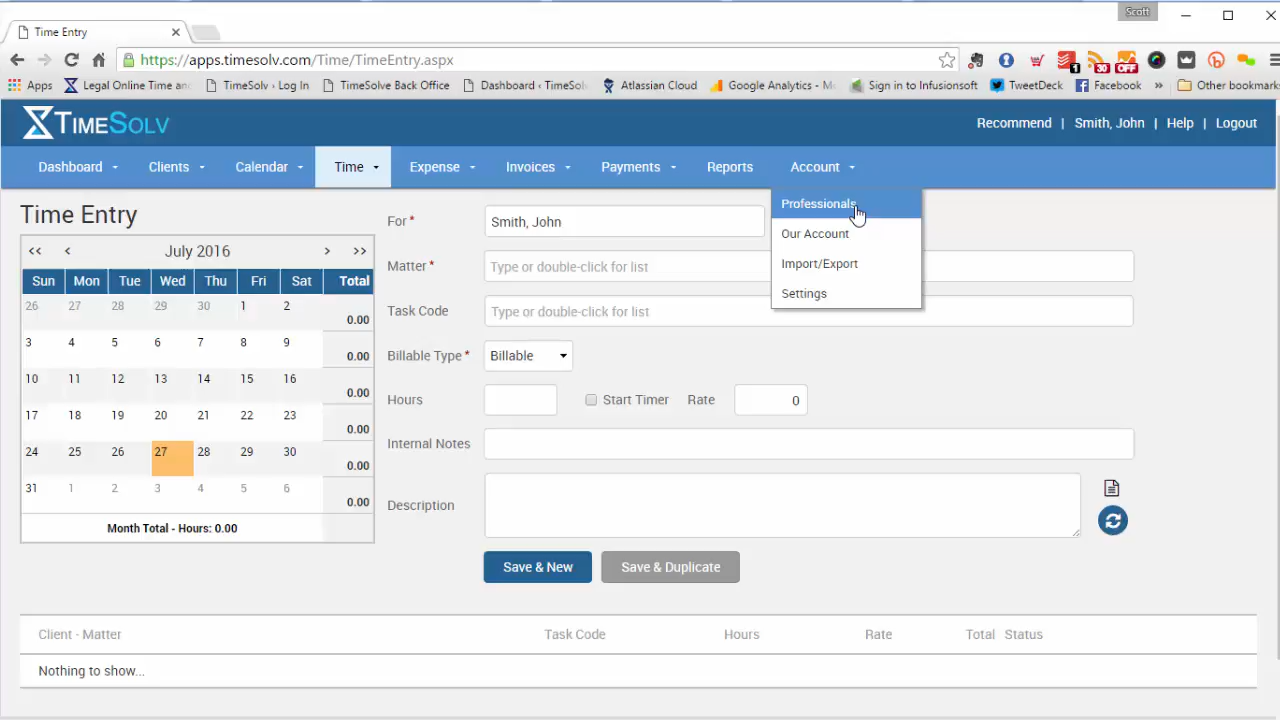 Scott
Time Entry
https://apps.timesolv.com/Time/TimeEntry.aspx
1 30 OFF OFF
Apps Legal Online Time an TimeSolv › Log In TimeSolv Back Office Dashboard ‹ TimeSol Atlassian Cloud Google Analytics - M Sign in to Infusionsoft TweetDeck Facebook » Other bookmark
TIMESOLV
Recommend | Smith, John | Help | Logout
Dashboard Clients Calendar Time Expense Invoices Payments Reports Account
Professionals
Our Account
Import/Export
Settings
Time Entry
<< < July 2016 > >>
Sun Mon Tue Wed Thu Fri Sat Total
26 27 28 29 30 1 2 0.00
3 4 5 6 7 8 9 0.00
10 11 12 13 14 15 16 0.00
17 18 19 20 21 22 23 0.00
24 25 26 27 28 29 30 0.00
31 1 2 3 4 5 6 0.00
Month Total - Hours: 0.00
For* Smith, John
Matter* Type or double-click for list
Task Code Type or double-click for list
Billable Type* Billable
Hours Start Timer Rate 0
Internal Notes
Description
Save & New Save & Duplicate
Client - Matter Task Code Hours Rate Total Status
Nothing to show...